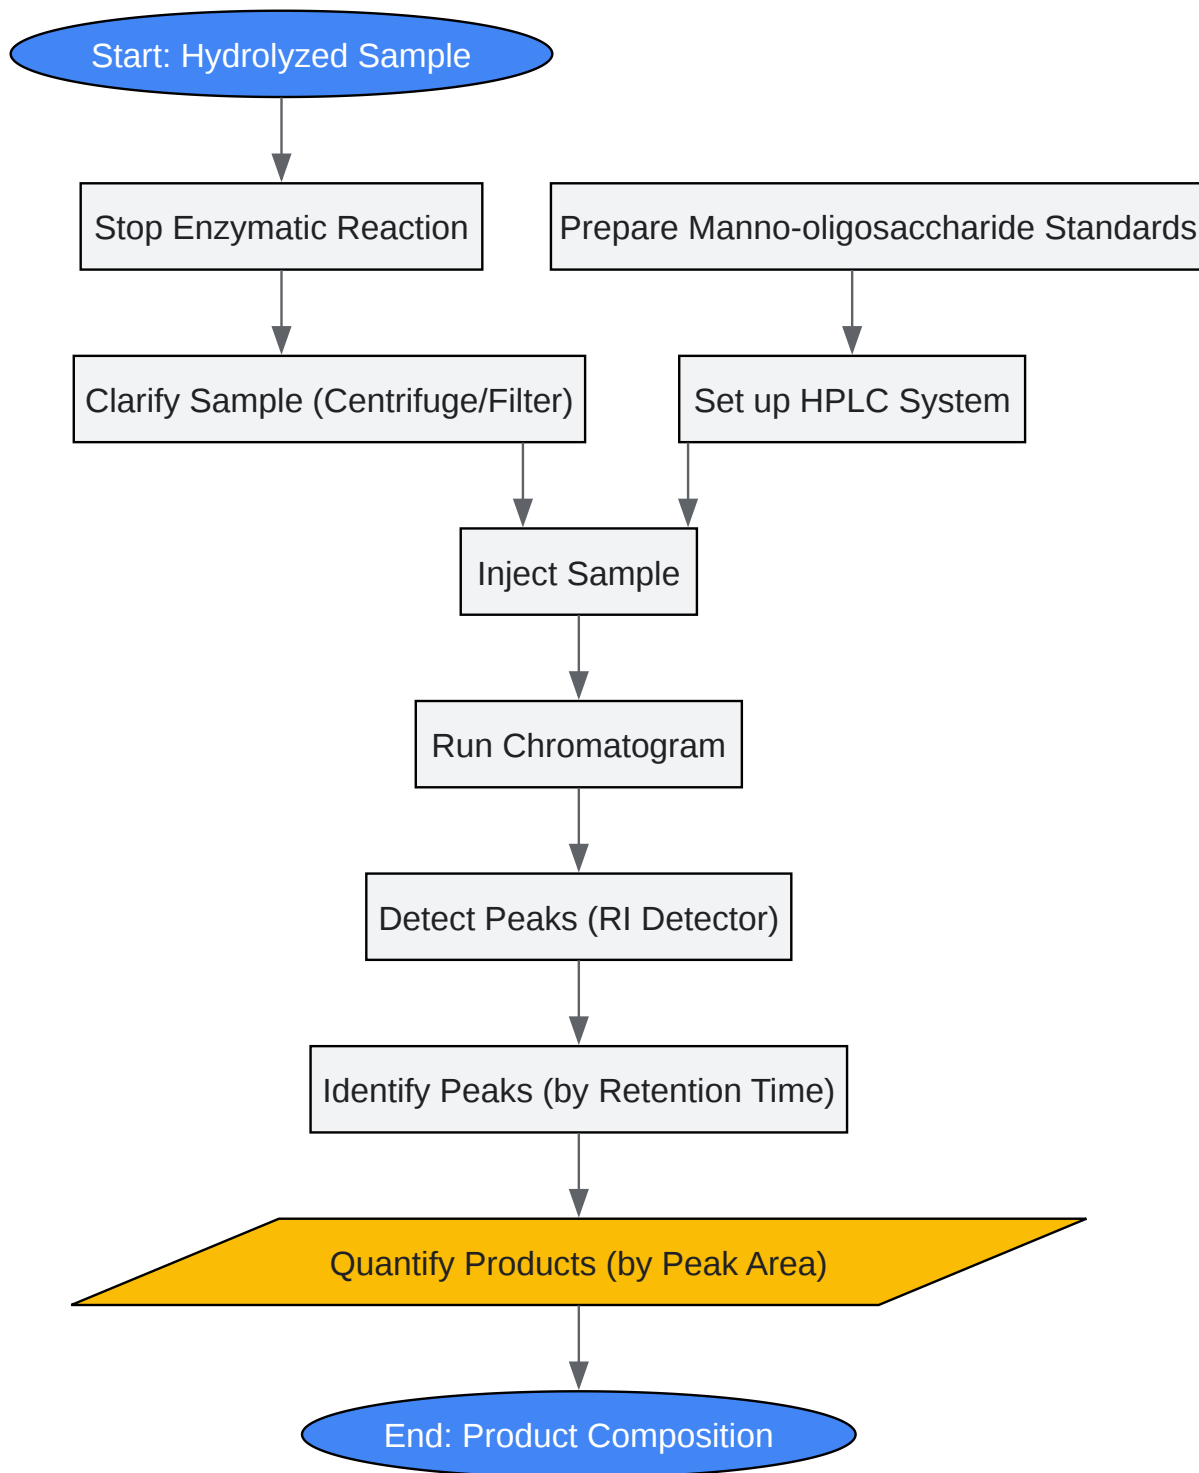 Start: Hydrolyzed Sample
Stop Enzymatic Reaction
Prepare Manno-oligosaccharide Standards
Clarify Sample (Centrifuge/Filter)
Set up HPLC System
Inject Sample
Run Chromatogram
Detect Peaks (RI Detector)
Identify Peaks (by Retention Time)
Quantify Products (by Peak Area)
End: Product Composition